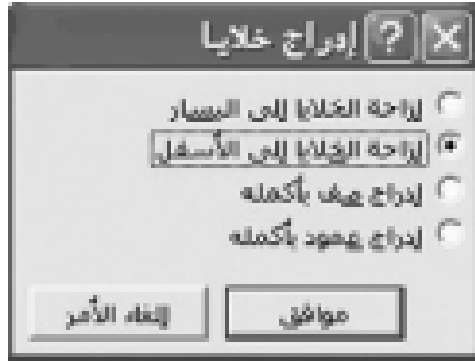 إدراج خلايا
إزاحة الخلايا إلى اليسار
إزاحة الخلايا إلى الأسفل
إدراج صف بأكمله
إدراج عمود بأكمله
موافق
إلغاء الأمر